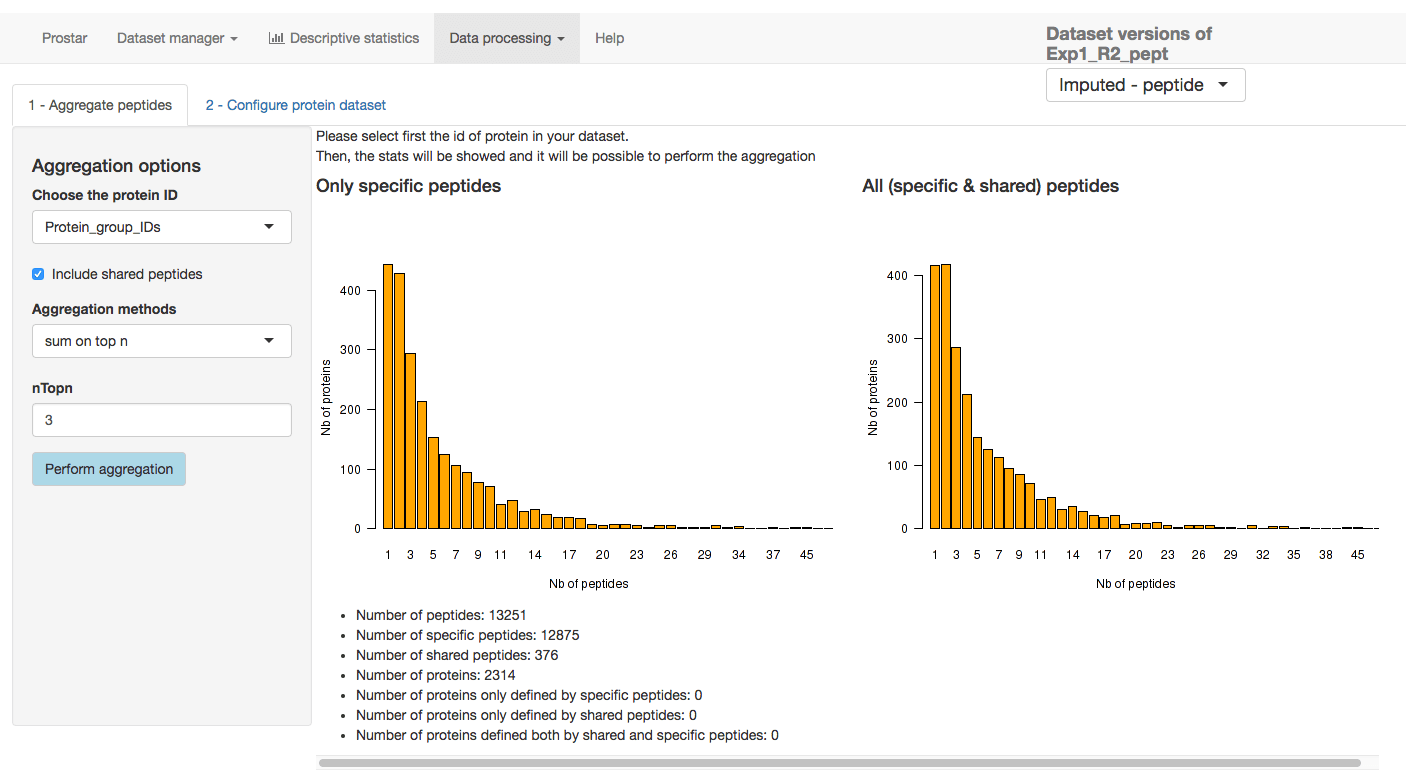 Prostar Dataset manager Descriptive statistics Data processing Help
Dataset versions of
Exp1_R2_pept
Imputed - peptide
1 - Aggregate peptides 2 - Configure protein dataset
Aggregation options
Choose the protein ID
Protein_group_IDs
Include shared peptides
Aggregation methods
sum on top n
nTopn
3
Perform aggregation
Please select first the id of protein in your dataset.
Then, the stats will be showed and it will be possible to perform the aggregation
Only specific peptides
Nb of proteins
400
300
200
100
0
1 3 5 7 9 11 14 17 20 23 26 29 34 37 45
Nb of peptides
All (specific & shared) peptides
Nb of proteins
400
300
200
100
0
1 3 5 7 9 11 14 17 20 23 26 29 32 35 38 45
Nb of peptides
• Number of peptides: 13251
• Number of specific peptides: 12875
• Number of shared peptides: 376
• Number of proteins: 2314
• Number of proteins only defined by specific peptides: 0
• Number of proteins only defined by shared peptides: 0
• Number of proteins defined both by shared and specific peptides: 0